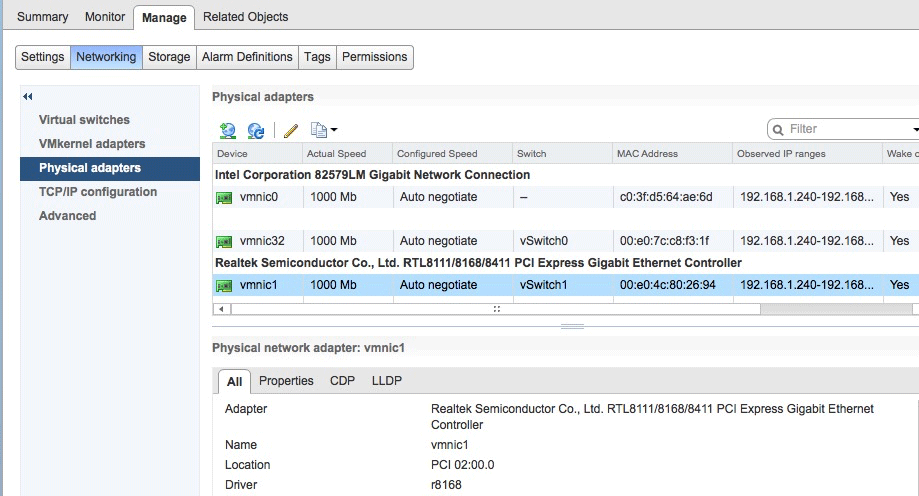 Summary Monitor Manage Related Objects
Settings Networking Storage Alarm Definitions Tags Permissions
Virtual switches
VMkernel adapters
Physical adapters
TCP/IP configuration
Advanced
Physical adapters
Filter
Device Actual Speed Configured Speed Switch MAC Address Observed IP ranges Wake o
Intel Corporation 82579LM Gigabit Network Connection
vmnic0 1000 Mb Auto negotiate – c0:3f:d5:64:ae:6d 192.168.1.240-192.168... Yes
vmnic32 1000 Mb Auto negotiate vSwitch0 00:e0:7c:c8:f3:1f 192.168.1.240-192.168... Yes
Realtek Semiconductor Co., Ltd. RTL8111/8168/8411 PCI Express Gigabit Ethernet Controller
vmnic1 1000 Mb Auto negotiate vSwitch1 00:e0:4c:80:26:94 192.168.1.240-192.168... Yes
Physical network adapter: vmnic1
All Properties CDP LLDP
Adapter Realtek Semiconductor Co., Ltd. RTL8111/8168/8411 PCI Express Gigabit Ethernet
Controller
Name vmnic1
Location PCI 02:00.0
Driver r8168